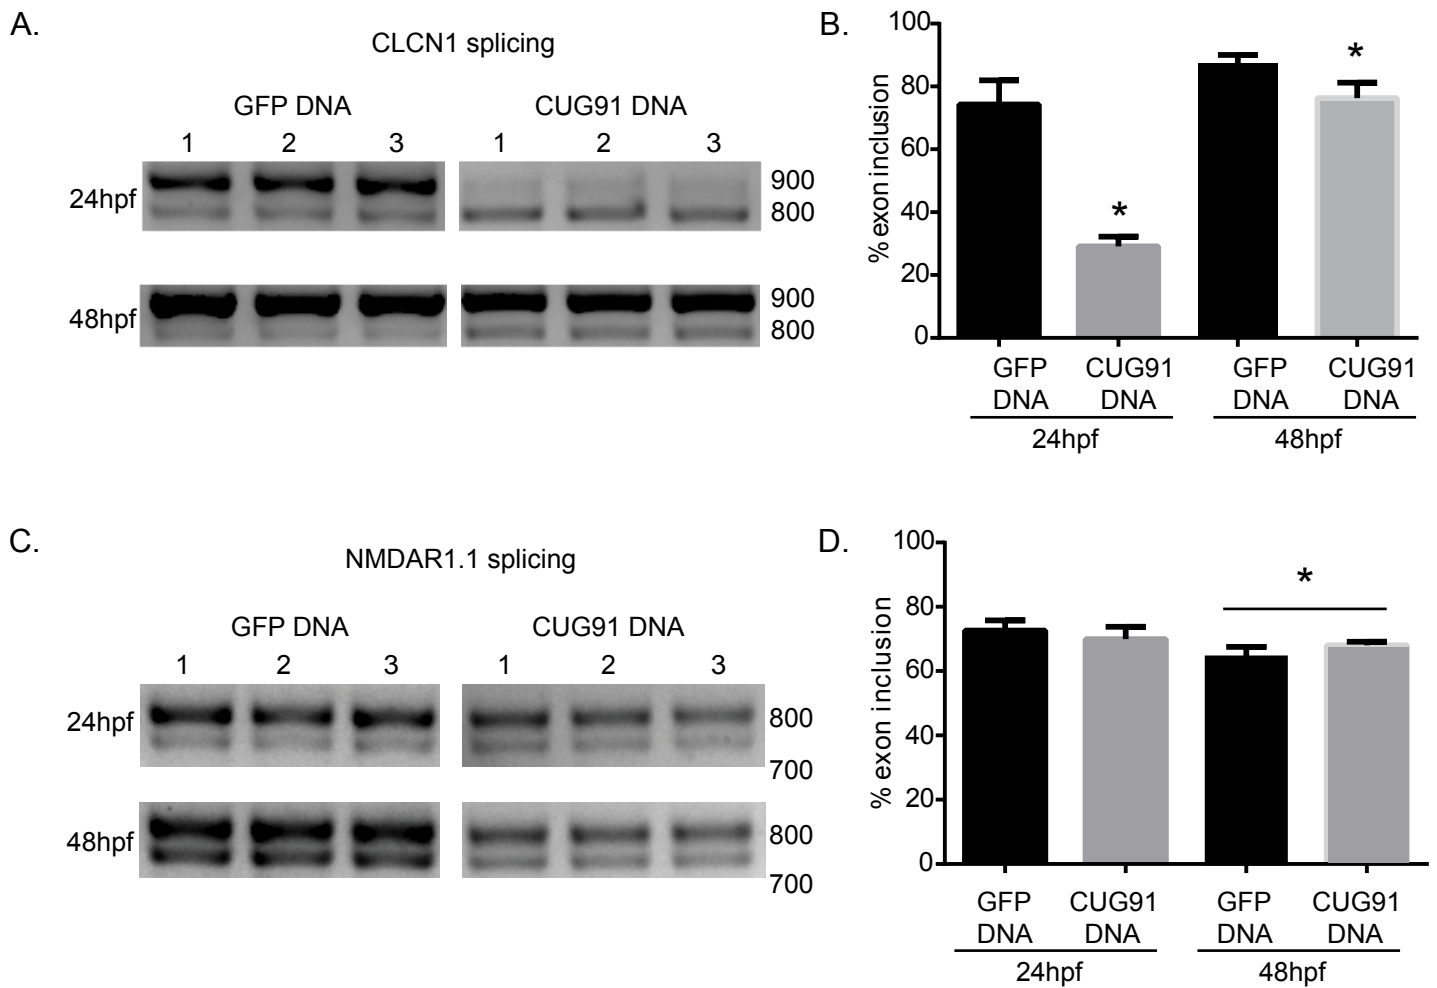 A.
CLCN1 splicing
GFP DNA
CUG91 DNA
1 2 3 1 2 3
24hpf
900
800
48hpf
900
800
B.
% exon inclusion
100
80
60
40
20
0
*
*
GFP DNA
CUG91 DNA
GFP DNA
CUG91 DNA
24hpf
48hpf
C.
NMDAR1.1 splicing
GFP DNA
CUG91 DNA
1 2 3 1 2 3
24hpf
800
700
48hpf
800
700
D.
% exon inclusion
100
80
60
40
20
0
*
GFP DNA
CUG91 DNA
GFP DNA
CUG91 DNA
24hpf
48hpf